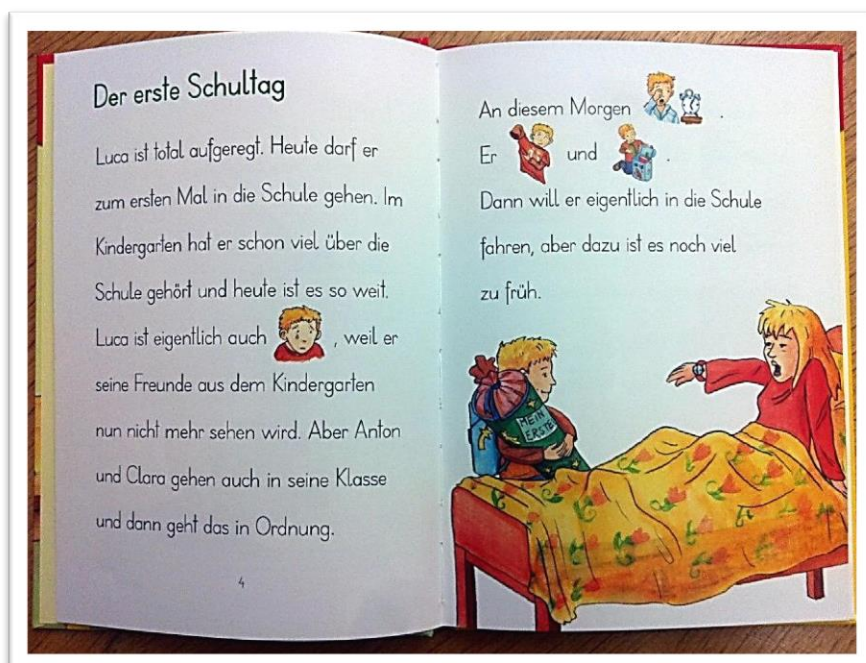 Der erste Schultag
Luca ist total aufgeregt. Heute darf er
zum ersten Mal in die Schule gehen. Im
Kindergarten hat er schon viel über die
Schule gehört und heute ist es so weit.
Luca ist eigentlich auch , weil er
seine Freunde aus dem Kindergarten
nun nicht mehr sehen wird. Aber Anton
und Clara gehen auch in seine Klasse
und dann geht das in Ordnung.
4
An diesem Morgen .
Er und .
Dann will er eigentlich in die Schule
fahren, aber dazu ist es noch viel
zu früh.
MEIN
ERSTE